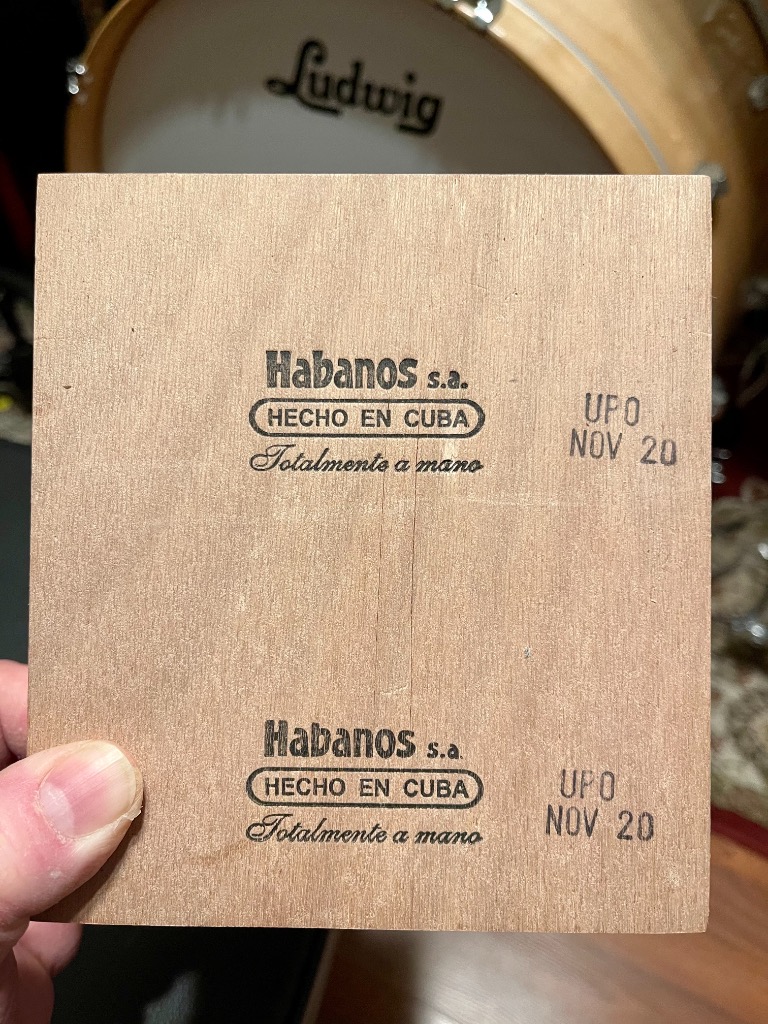 Ludwig
Habanos s.a.
HECHO EN CUBA
Totalmente a mano
UPO
NOV 20
Habanos s.a.
HECHO EN CUBA
Totalmente a mano
UPO
NOV 20